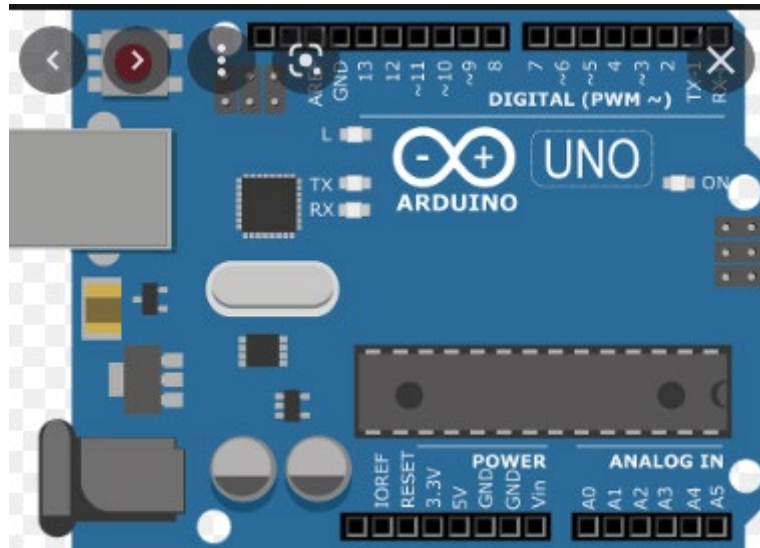 AREF
GND
13
12
~11
~10
~9
8
7
~6
~5
4
~3
2
TX-1
DIGITAL (PWM ~)
L
TX
RX
ARDUINO
UNO
ON
POWER
ANALOG IN
IOREF
RESET
3.3V
5V
GND
GND
Vin
A0
A1
A2
A3
A4
A5